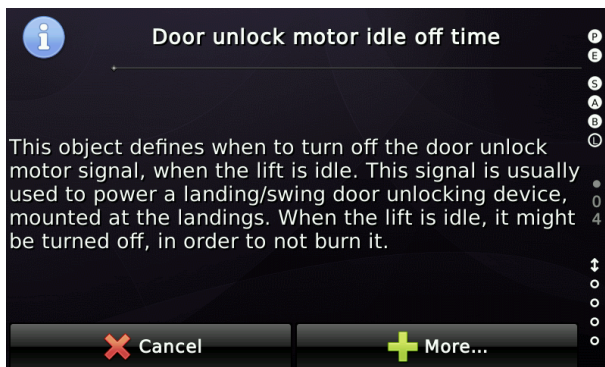 Door unlock motor idle off time
This object defines when to turn off the door unlock
motor signal, when the lift is idle. This signal is usually
used to power a landing/swing door unlocking device,
mounted at the landings. When the lift is idle, it might
be turned off, in order to not burn it.
Cancel
More...
P
E
S
A
B
L
0
4